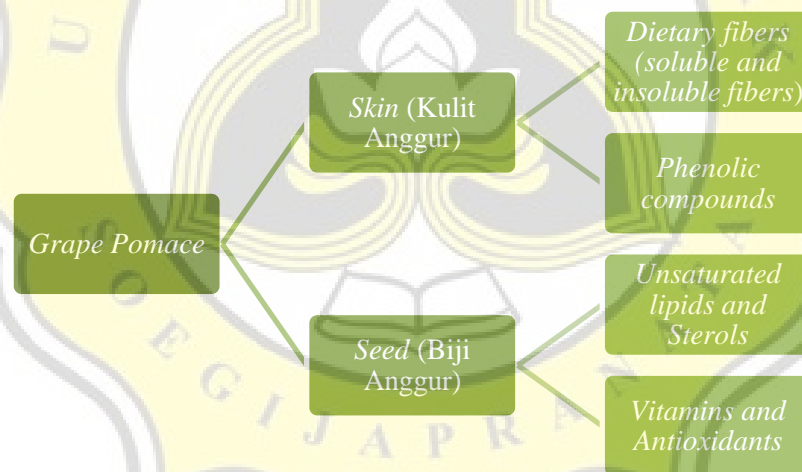 Grape Pomace
Skin (Kulit
Anggur)
Seed (Biji
Anggur)
Dietary fibers
(soluble and
insoluble fibers)
Phenolic
compounds
Unsaturated
lipids and
Sterols
Vitamins and
Antioxidants
SOEGIJAPRANATA